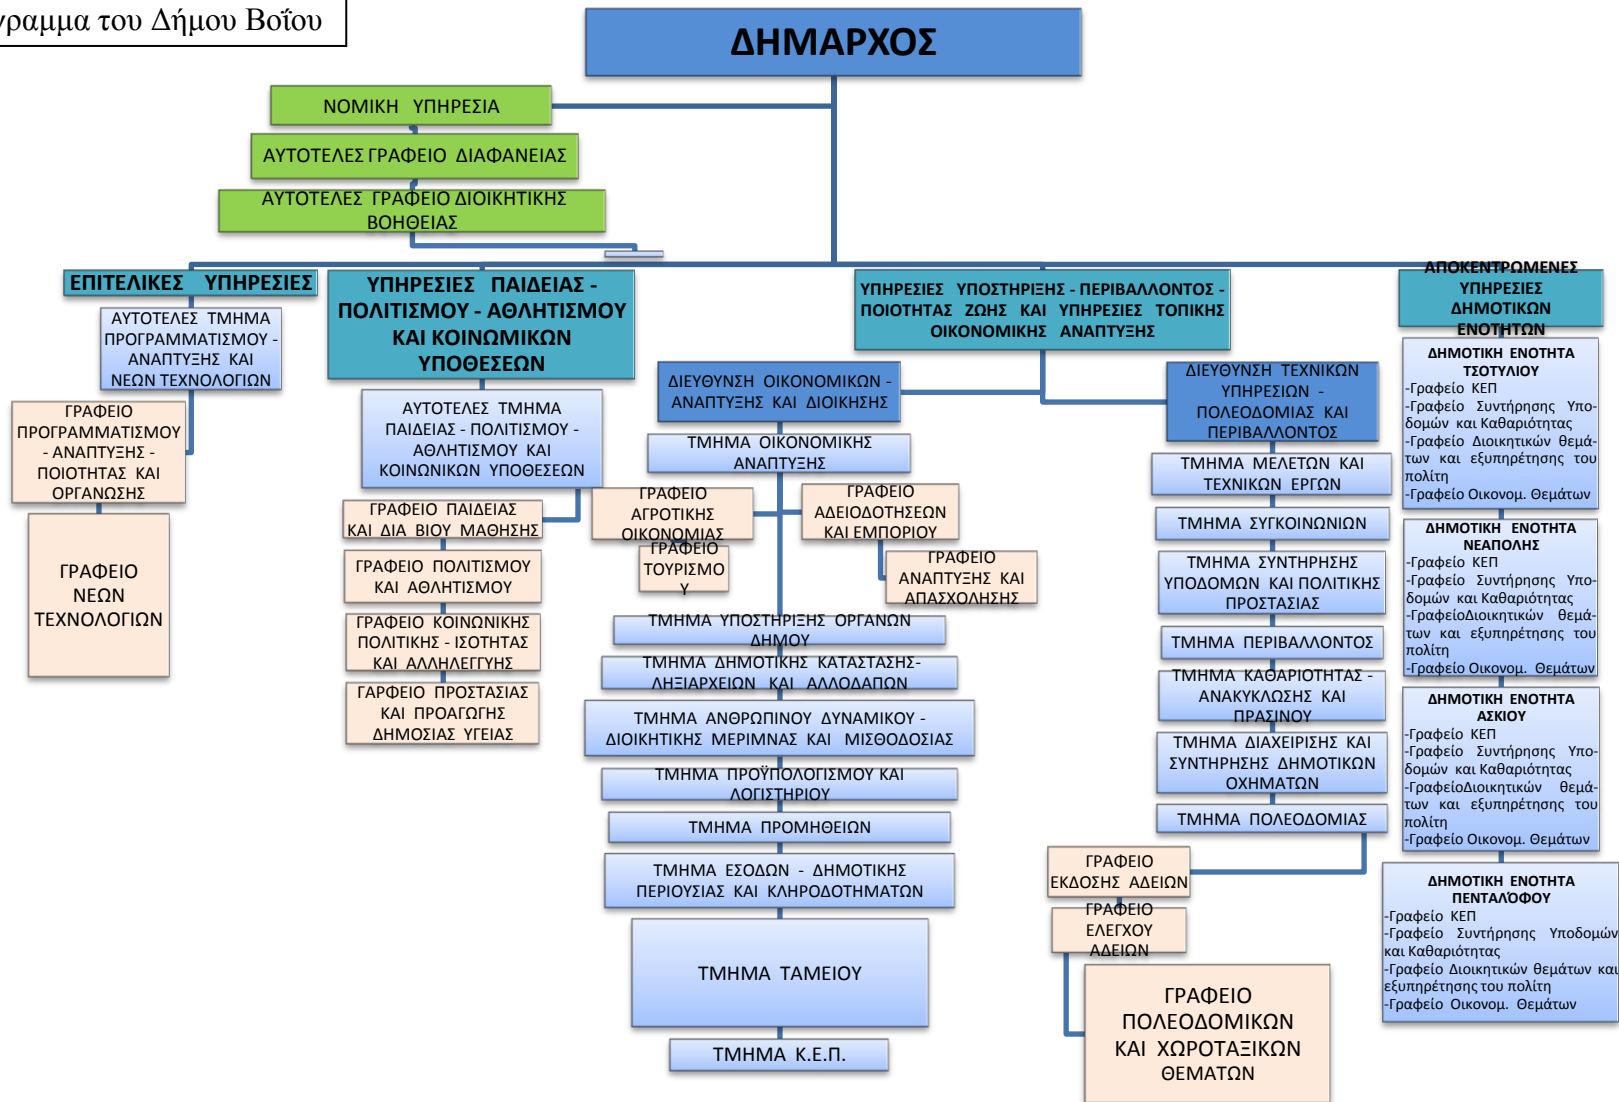 γραμμα του Δήμου Βοΐου
ΔΗΜΑΡΧΟΣ
ΝΟΜΙΚΗ ΥΠΗΡΕΣΙΑ
ΑΥΤΟΤΕΛΕΣ ΓΡΑΦΕΙΟ ΔΙΑΦΑΝΕΙΑΣ
ΑΥΤΟΤΕΛΕΣ ΓΡΑΦΕΙΟ ΔΙΟΙΚΗΤΙΚΗΣ
ΒΟΗΘΕΙΑΣ
ΕΠΙΤΕΛΙΚΕΣ ΥΠΗΡΕΣΙΕΣ
ΑΥΤΟΤΕΛΕΣ ΤΜΗΜΑ
ΠΡΟΓΡΑΜΜΑΤΙΣΜΟΥ -
ΑΝΑΠΤΥΞΗΣ ΚΑΙ
ΝΕΩΝ ΤΕΧΝΟΛΟΓΙΩΝ
ΓΡΑΦΕΙΟ
ΠΡΟΓΡΑΜΜΑΤΙΣΜΟΥ
- ΑΝΑΠΤΥΞΗΣ -
ΠΟΙΟΤΗΤΑΣ ΚΑΙ
ΟΡΓΑΝΩΣΗΣ
ΓΡΑΦΕΙΟ
ΝΕΩΝ
ΤΕΧΝΟΛΟΓΙΩΝ
ΥΠΗΡΕΣΙΕΣ ΠΑΙΔΕΙΑΣ -
ΠΟΛΙΤΙΣΜΟΥ - ΑΘΛΗΤΙΣΜΟΥ
ΚΑΙ ΚΟΙΝΩΜΙΚΩΝ
ΥΠΟΘΕΣΕΩΝ
ΑΥΤΟΤΕΛΕΣ ΤΜΗΜΑ
ΠΑΙΔΕΙΑΣ - ΠΟΛΙΤΙΣΜΟΥ -
ΑΘΛΗΤΙΣΜΟΥ ΚΑΙ
ΚΟΙΝΩΝΙΚΩΝ ΥΠΟΘΕΣΕΩΝ
ΓΡΑΦΕΙΟ ΠΑΙΔΕΙΑΣ
ΚΑΙ ΔΙΑ ΒΙΟΥ ΜΑΘΗΣΗΣ
ΓΡΑΦΕΙΟ ΠΟΛΙΤΙΣΜΟΥ
ΚΑΙ ΑΘΛΗΤΙΣΜΟΥ
ΓΡΑΦΕΙΟ ΚΟΙΝΩΝΙΚΗΣ
ΠΟΛΙΤΙΚΗΣ - ΙΣΟΤΗΤΑΣ
ΚΑΙ ΑΛΛΗΛΕΓΓΥΗΣ
ΓΑΡΦΕΙΟ ΠΡΟΣΤΑΣΙΑΣ
ΚΑΙ ΠΡΟΑΓΩΓΗΣ
ΔΗΜΟΣΙΑΣ ΥΓΕΙΑΣ
ΥΠΗΡΕΣΙΕΣ ΥΠΟΣΤΗΡΙΞΗΣ - ΠΕΡΙΒΑΛΛΟΝΤΟΣ -
ΠΟΙΟΤΗΤΑΣ ΖΩΗΣ ΚΑΙ ΥΠΗΡΕΣΙΕΣ ΤΟΠΙΚΗΣ
ΟΙΚΟΝΟΜΙΚΗΣ ΑΝΑΠΤΥΞΗΣ
ΔΙΕΥΘΥΝΣΗ ΟΙΚΟΝΟΜΙΚΩΝ -
ΑΝΑΠΤΥΞΗΣ ΚΑΙ ΔΙΟΙΚΗΣΗΣ
ΤΜΗΜΑ ΟΙΚΟΝΟΜΙΚΗΣ
ΑΝΑΠΤΥΞΗΣ
ΓΡΑΦΕΙΟ
ΑΓΡΟΤΙΚΗΣ
ΟΙΚΟΝΟΜΙΑΣ
ΓΡΑΦΕΙΟ
ΤΟΥΡΙΣΜΟ
Υ
ΓΡΑΦΕΙΟ
ΑΔΕΙΟΔΟΤΗΣΕΩΝ
ΚΑΙ ΕΜΠΟΡΙΟΥ
ΓΡΑΦΕΙΟ
ΑΝΑΠΤΥΞΗΣ ΚΑΙ
ΑΠΑΣΧΟΛΗΣΗΣ
ΤΜΗΜΑ ΥΠΟΣΤΗΡΙΞΗΣ ΟΡΓΑΝΩΝ
ΔΗΜΟΥ
ΤΜΗΜΑ ΔΗΜΟΤΙΚΗΣ ΚΑΤΑΣΤΑΣΗΣ-
ΛΗΞΙΑΡΧΕΙΩΝ ΚΑΙ ΑΛΛΟΔΑΠΩΝ
ΤΜΗΜΑ ΑΝΘΡΩΠΙΝΟΥ ΔΥΝΑΜΙΚΟΥ -
ΔΙΟΙΚΗΤΙΚΗΣ ΜΕΡΙΜΝΑΣ ΚΑΙ ΜΙΣΘΟΔΟΣΙΑΣ
ΤΜΗΜΑ ΠΡΟΫΠΟΛΟΓΙΣΜΟΥ ΚΑΙ
ΛΟΓΙΣΤΗΡΙΟΥ
ΤΜΗΜΑ ΠΡΟΜΗΘΕΙΩΝ
ΤΜΗΜΑ ΕΣΟΔΩΝ - ΔΗΜΟΤΙΚΗΣ
ΠΕΡΙΟΥΣΙΑΣ ΚΑΙ ΚΛΗΡΟΔΟΤΗΜΑΤΩΝ
ΤΜΗΜΑ ΤΑΜΕΙΟΥ
ΤΜΗΜΑ Κ.Ε.Π.
ΔΙΕΥΘΥΝΣΗ ΤΕΧΝΙΚΩΝ
ΥΠΗΡΕΣΙΩΝ -
ΠΟΛΕΟΔΟΜΙΑΣ ΚΑΙ
ΠΕΡΙΒΑΛΛΟΝΤΟΣ
ΤΜΗΜΑ ΜΕΛΕΤΩΝ ΚΑΙ
ΤΕΧΝΙΚΩΝ ΕΡΓΩΝ
ΤΜΗΜΑ ΣΥΓΚΟΙΝΩΝΙΩΝ
ΤΜΗΜΑ ΣΥΝΤΗΡΗΣΗΣ
ΥΠΟΔΟΜΩΝ ΚΑΙ ΠΟΛΙΤΙΚΗΣ
ΠΡΟΣΤΑΣΙΑΣ
ΤΜΗΜΑ ΠΕΡΙΒΑΛΛΟΝΤΟΣ
ΤΜΗΜΑ ΚΑΘΑΡΙΟΤΗΤΑΣ -
ΑΝΑΚΥΚΛΩΣΗΣ ΚΑΙ
ΠΡΑΣΙΝΟΥ
ΤΜΗΜΑ ΔΙΑΧΕΙΡΙΣΗΣ ΚΑΙ
ΣΥΝΤΗΡΗΣΗΣ ΔΗΜΟΤΙΚΩΝ
ΟΧΗΜΑΤΩΝ
ΤΜΗΜΑ ΠΟΛΕΟΔΟΜΙΑΣ
ΓΡΑΦΕΙΟ
ΕΚΔΟΣΗΣ ΑΔΕΙΩΝ
ΓΡΑΦΕΙΟ
ΕΛΕΓΧΟΥ
ΑΔΕΙΩΝ
ΓΡΑΦΕΙΟ
ΠΟΛΕΟΔΟΜΙΚΩΝ
ΚΑΙ ΧΩΡΟΤΑΞΙΚΩΝ
ΘΕΜΑΤΩΝ
ΑΠΟΚΕΝΤΡΩΜΕΝΕΣ
ΥΠΗΡΕΣΙΕΣ
ΔΗΜΟΤΙΚΩΝ
ΕΝΟΤΗΤΩΝ
ΔΗΜΟΤΙΚΗ ΕΝΟΤΗΤΑ
ΤΣΟΤΥΛΙΟΥ
-Γραφείο ΚΕΠ
-Γραφείο Συντήρησης Υπο-
δομών και Καθαριότητας
-Γραφείο Διοικητικών θεμά-
των και εξυπηρέτησης του
πολίτη
-Γραφείο Οικονομ. Θεμάτων
ΔΗΜΟΤΙΚΗ ΕΝΟΤΗΤΑ
ΝΕΑΠΟΛΗΣ
-Γραφείο ΚΕΠ
-Γραφείο Συντήρησης Υπο-
δομών και Καθαριότητας
-ΓραφείοΔιοικητικών θεμά-
των και εξυπηρέτησης του
πολίτη
-Γραφείο Οικονομ. Θεμάτων
ΔΗΜΟΤΙΚΗ ΕΝΟΤΗΤΑ
ΑΣΚΙΟΥ
-Γραφείο ΚΕΠ
-Γραφείο Συντήρησης Υπο-
δομών και Καθαριότητας
-ΓραφείοΔιοικητικών θεμά-
των και εξυπηρέτησης του
πολίτη
-Γραφείο Οικονομ. Θεμάτων
ΔΗΜΟΤΙΚΗ ΕΝΟΤΗΤΑ
ΠΕΝΤΑΛΌΦΟΥ
-Γραφείο ΚΕΠ
-Γραφείο Συντήρησης Υποδομών
και Καθαριότητας
-Γραφείο Διοικητικών θεμάτων και
εξυπηρέτησης του πολίτη
-Γραφείο Οικονομ. Θεμάτων